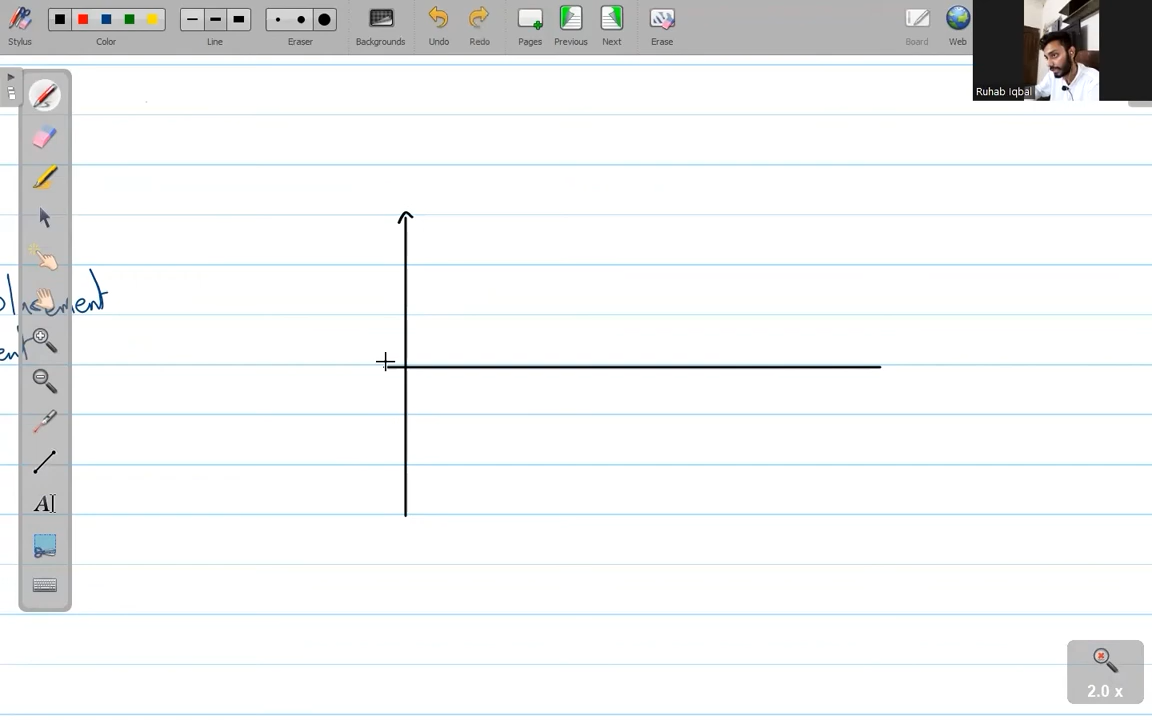 Stylus
Color
Line
Eraser
Backgrounds
Undo
Redo
Pages
Previous
Next
Erase
Board
Web
Ruhab Iqbal
2.0 x